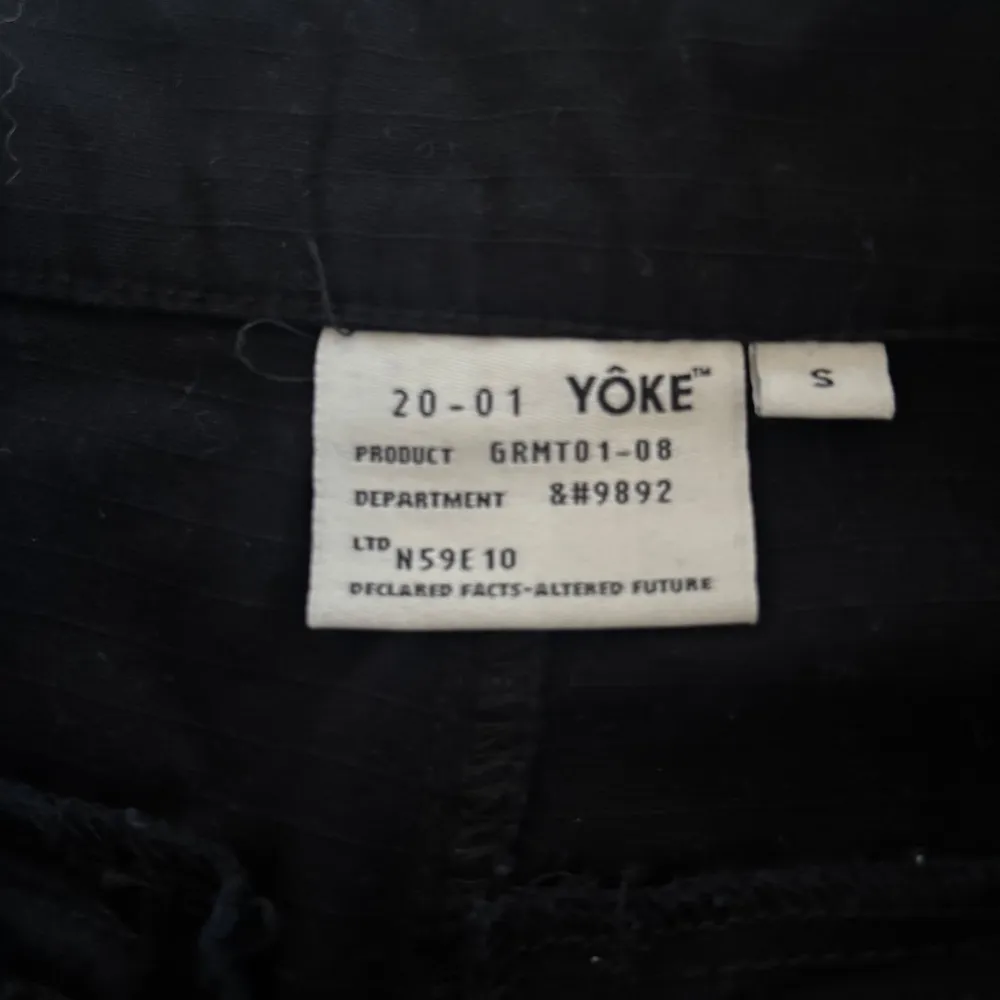 20-01 YÔKE™
S
PRODUCT GRMT01-08
DEPARTMENT &#9892
LTD N59E10
DECLARED FACTS-ALTERED FUTURE